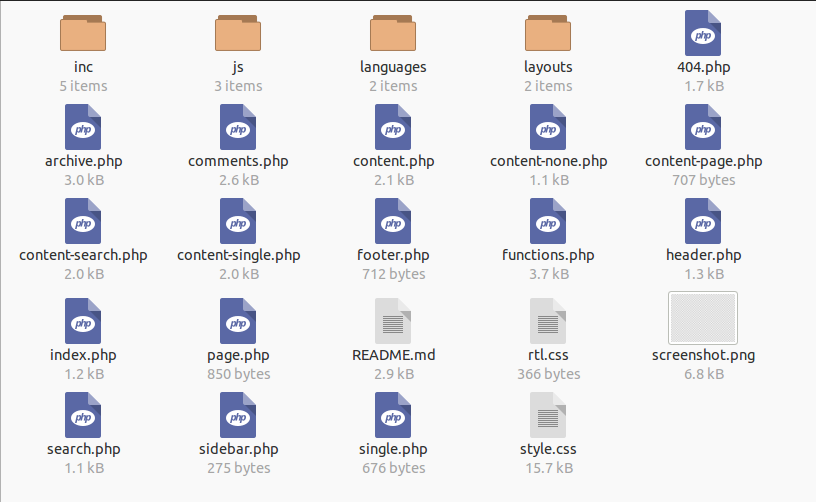 inc
5 items
js
3 items
languages
2 items
layouts
2 items
php
404.php
1.7 kB
php
archive.php
3.0 kB
php
comments.php
2.6 kB
php
content.php
2.1 kB
php
content-none.php
1.1 kB
php
content-page.php
707 bytes
php
content-search.php
2.0 kB
php
content-single.php
2.0 kB
php
footer.php
712 bytes
php
functions.php
3.7 kB
php
header.php
1.3 kB
php
index.php
1.2 kB
php
page.php
850 bytes
README.md
2.9 kB
rtl.css
366 bytes
screenshot.png
6.8 kB
php
search.php
1.1 kB
php
sidebar.php
275 bytes
php
single.php
676 bytes
style.css
15.7 kB